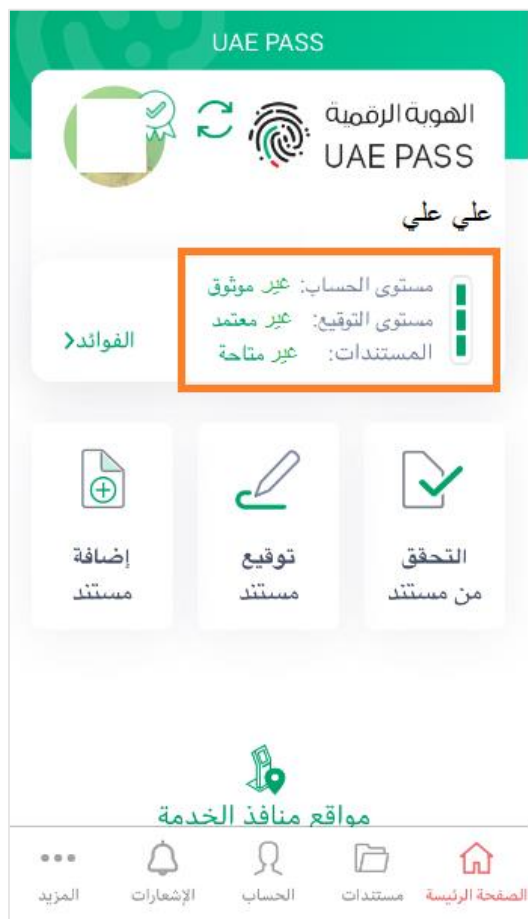 UAE PASS
الهوية الرقمية
UAE PASS
علي علي
مستوى الحساب: غير موثوق
مستوى التوقيع: غير معتمد
المستندات: غير متاحة
الفوائد>
التحقق
من مستند
توقيع
مستند
إضافة
مستند
مواقع منافذ الخدمة
الصفحة الرئيسة
مستندات
الحساب
الإشعارات
المزيد